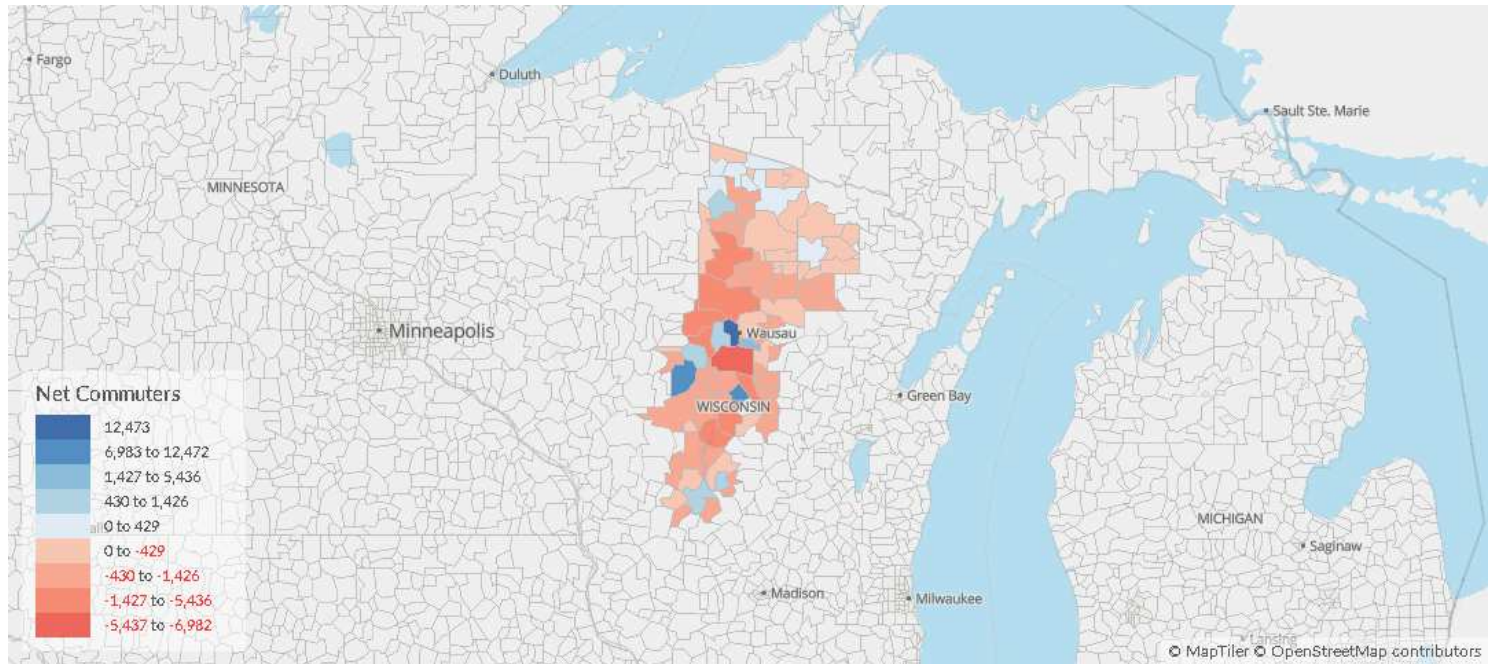 Fargo
Duluth
Sault Ste. Marie
MINNESOTA
Minneapolis
Wausau
Net Commuters
Green Bay
WISCONSIN
12,473
6,983 to 12,472
1,427 to 5,436
430 to 1,426
0 to 429
MICHIGAN
0 to -429
Saginaw
-430 to -1,426
-1,427 to -5,436
Madison
Milwaukee
-5,437 to -6,982
Lansing
© MapTiler © OpenStreetMap contributors